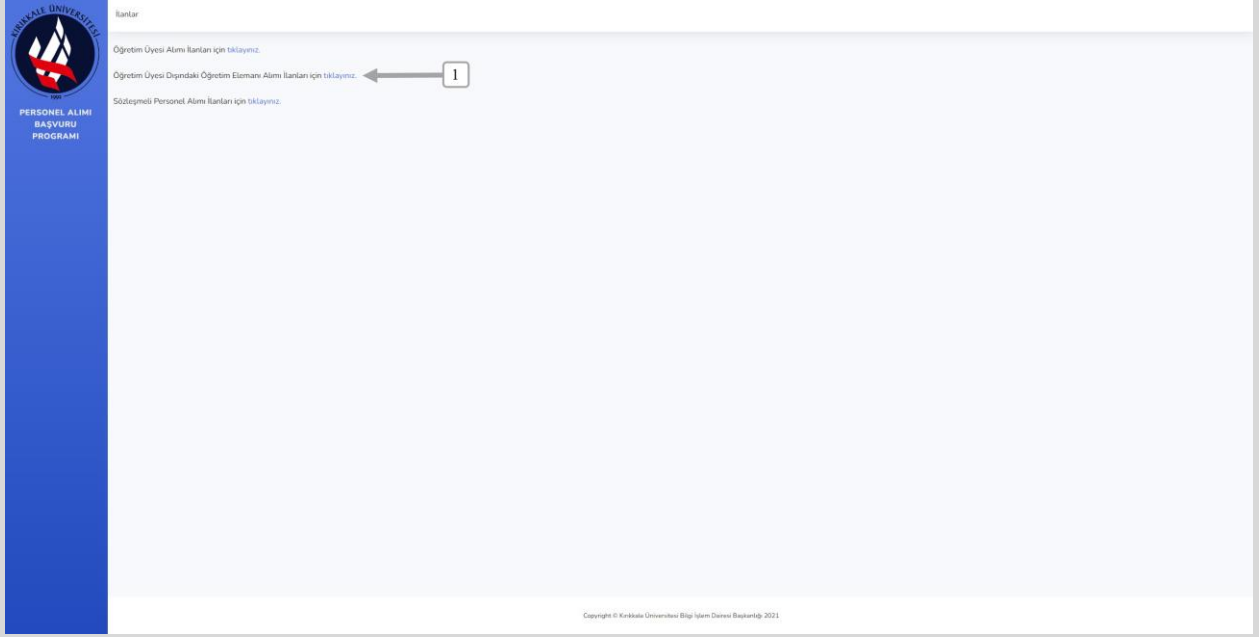 KIRIKKALE ÜNİVERSİTESİ
1992
PERSONEL ALIMI
BAŞVURU
PROGRAMI
İlanlar
Öğretim Üyesi Alımı İlanları için tıklayınız.
Öğretim Üyesi Dışındaki Öğretim Elemanı Alımı İlanları için tıklayınız.
1
Sözleşmeli Personel Alımı İlanları için tıklayınız.
Copyright © Kırıkkale Üniversitesi Bilgi İşlem Dairesi Başkanlığı 2021